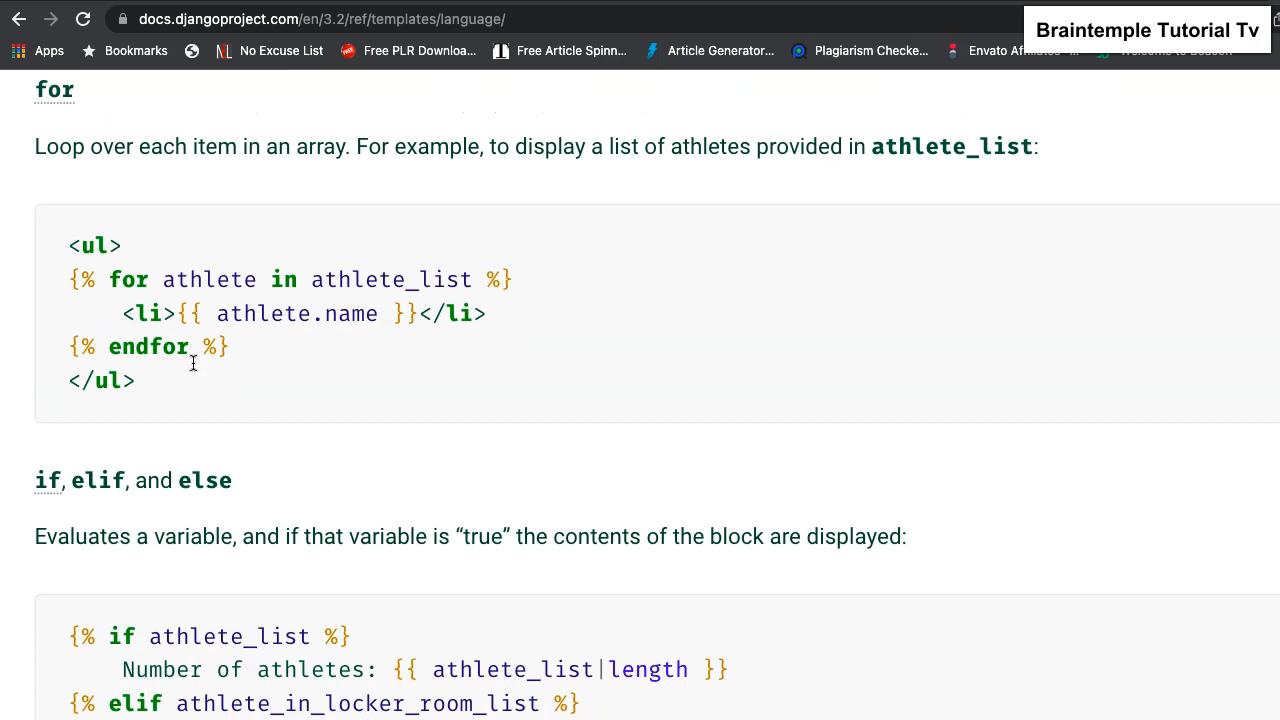 docs.djangoproject.com/en/3.2/ref/templates/language/
Braintemple Tutorial Tv
Apps Bookmarks No Excuse List Free PLR Downloa... Free Article Spinn... Article Generator... Plagiarism Checke...
for
Loop over each item in an array. For example, to display a list of athletes provided in athlete_list:
<ul>
{% for athlete in athlete_list %}
<li>{{ athlete.name }}</li>
{% endfor %}
</ul>
if, elif, and else
Evaluates a variable, and if that variable is “true” the contents of the block are displayed:
{% if athlete_list %}
Number of athletes: {{ athlete_list|length }}
{% elif athlete_in_locker_room_list %}